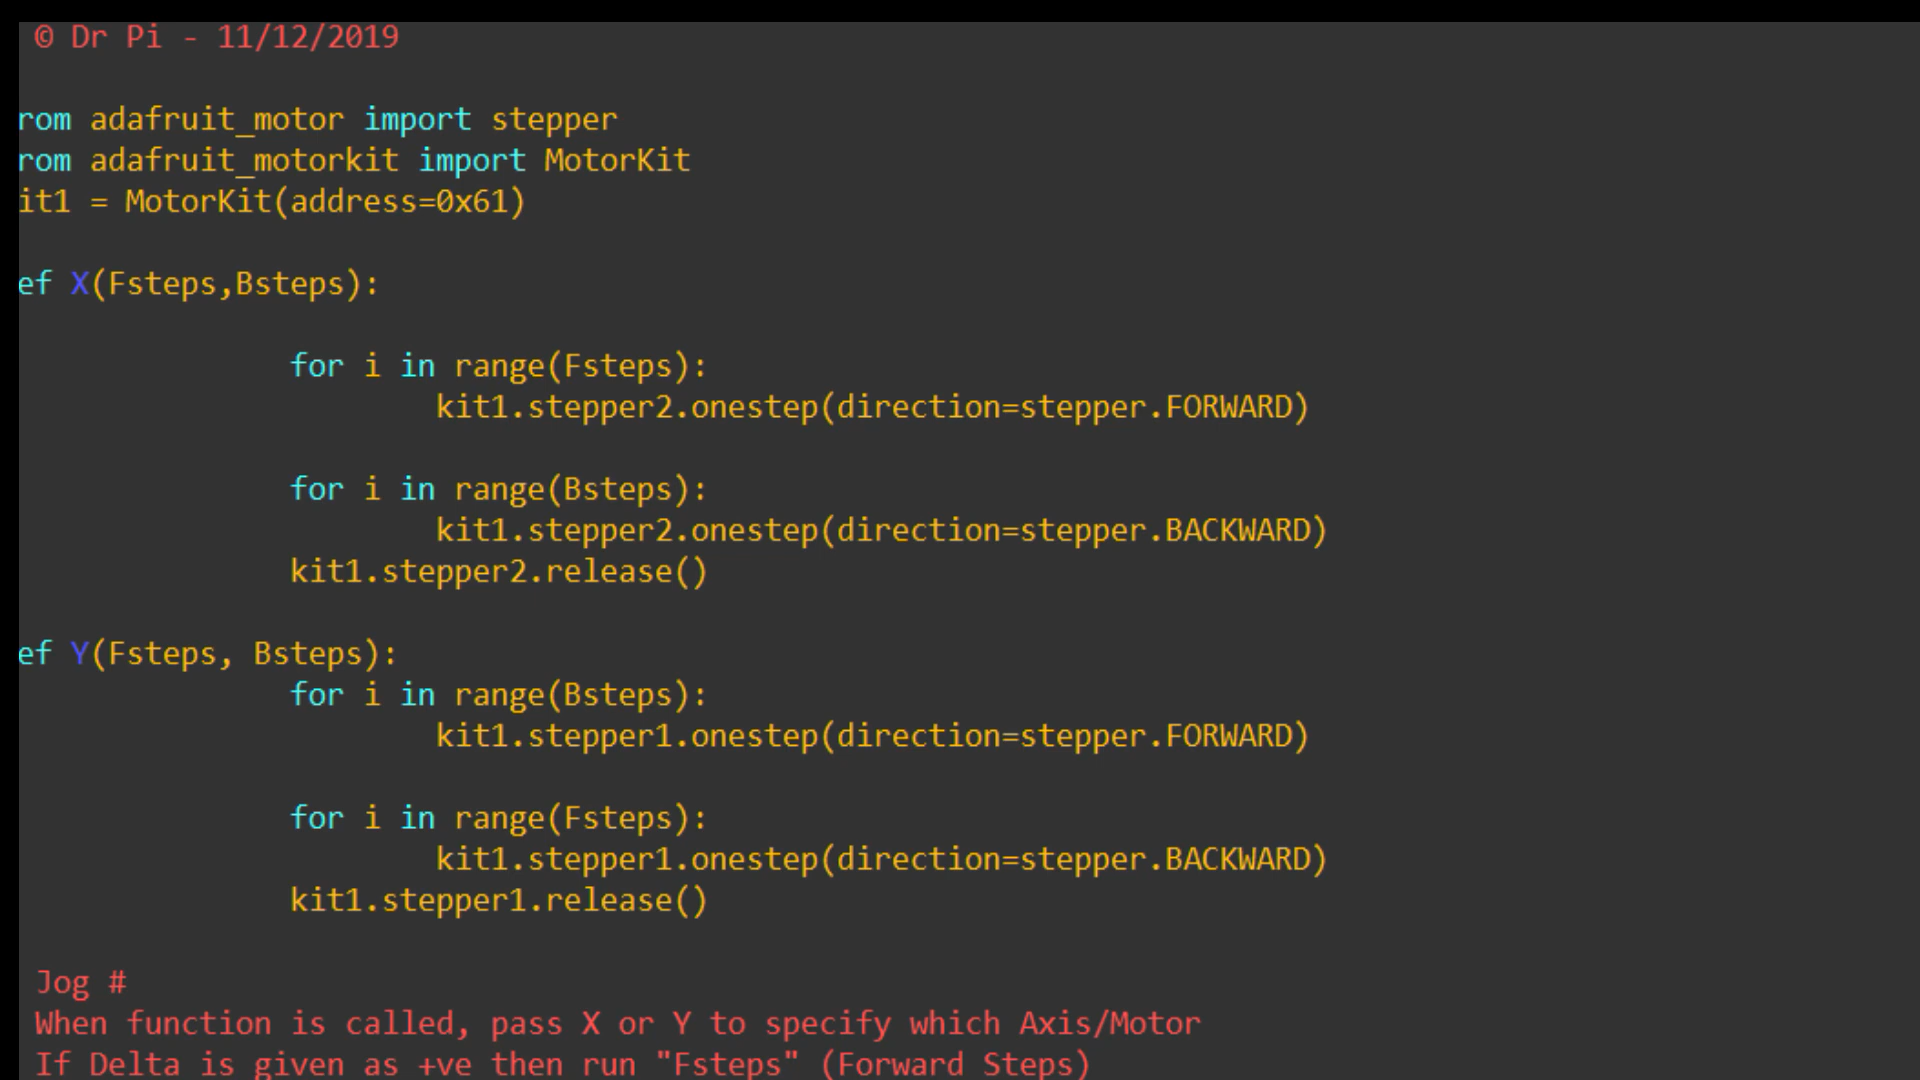 © Dr Pi - 11/12/2019
rom adafruit_motor import stepper
rom adafruit_motorkit import MotorKit
it1 = MotorKit(address=0x61)
ef X(Fsteps,Bsteps):
for i in range(Fsteps):
kit1.stepper2.onestep(direction=stepper.FORWARD)
for i in range(Bsteps):
kit1.stepper2.onestep(direction=stepper.BACKWARD)
kit1.stepper2.release()
ef Y(Fsteps, Bsteps):
for i in range(Bsteps):
kit1.stepper1.onestep(direction=stepper.FORWARD)
for i in range(Fsteps):
kit1.stepper1.onestep(direction=stepper.BACKWARD)
kit1.stepper1.release()
Jog #
When function is called, pass X or Y to specify which Axis/Motor
If Delta is given as +ve then run "Fsteps" (Forward Steps)